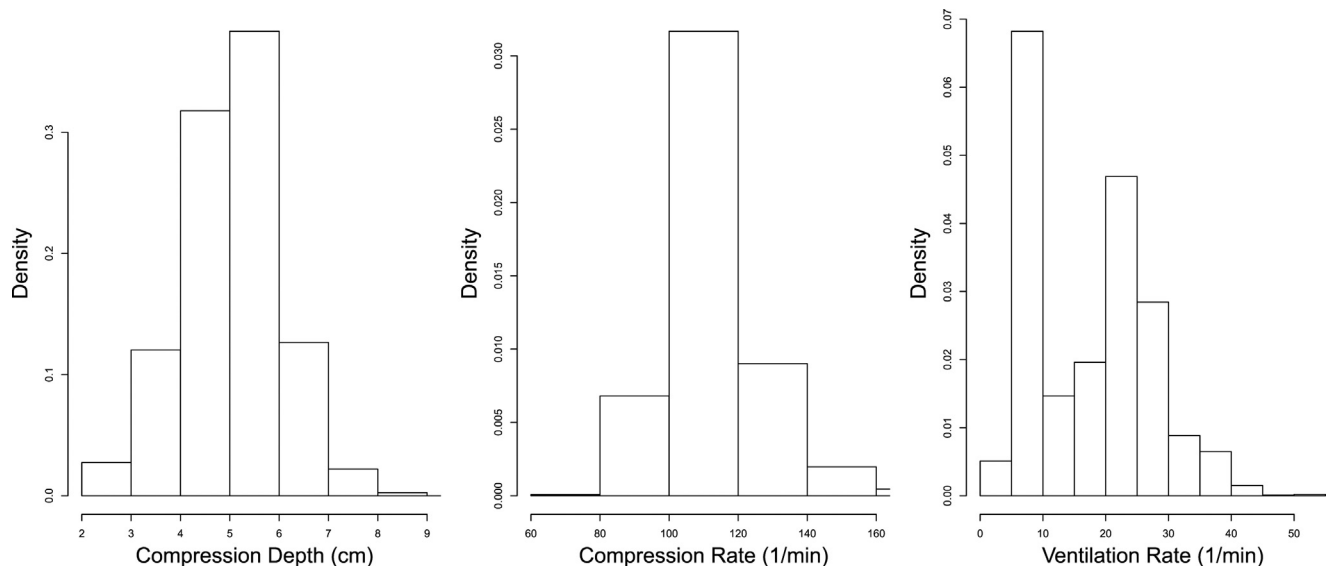 Density
0.0
0.1
0.2
0.3
2 3 4 5 6 7 8 9
Compression Depth (cm)
Density
0.000
0.005
0.010
0.015
0.020
0.025
0.030
60 80 100 120 140 160
Compression Rate (1/min)
Density
0.00
0.01
0.02
0.03
0.04
0.05
0.06
0.07
0 10 20 30 40 50
Ventilation Rate (1/min)